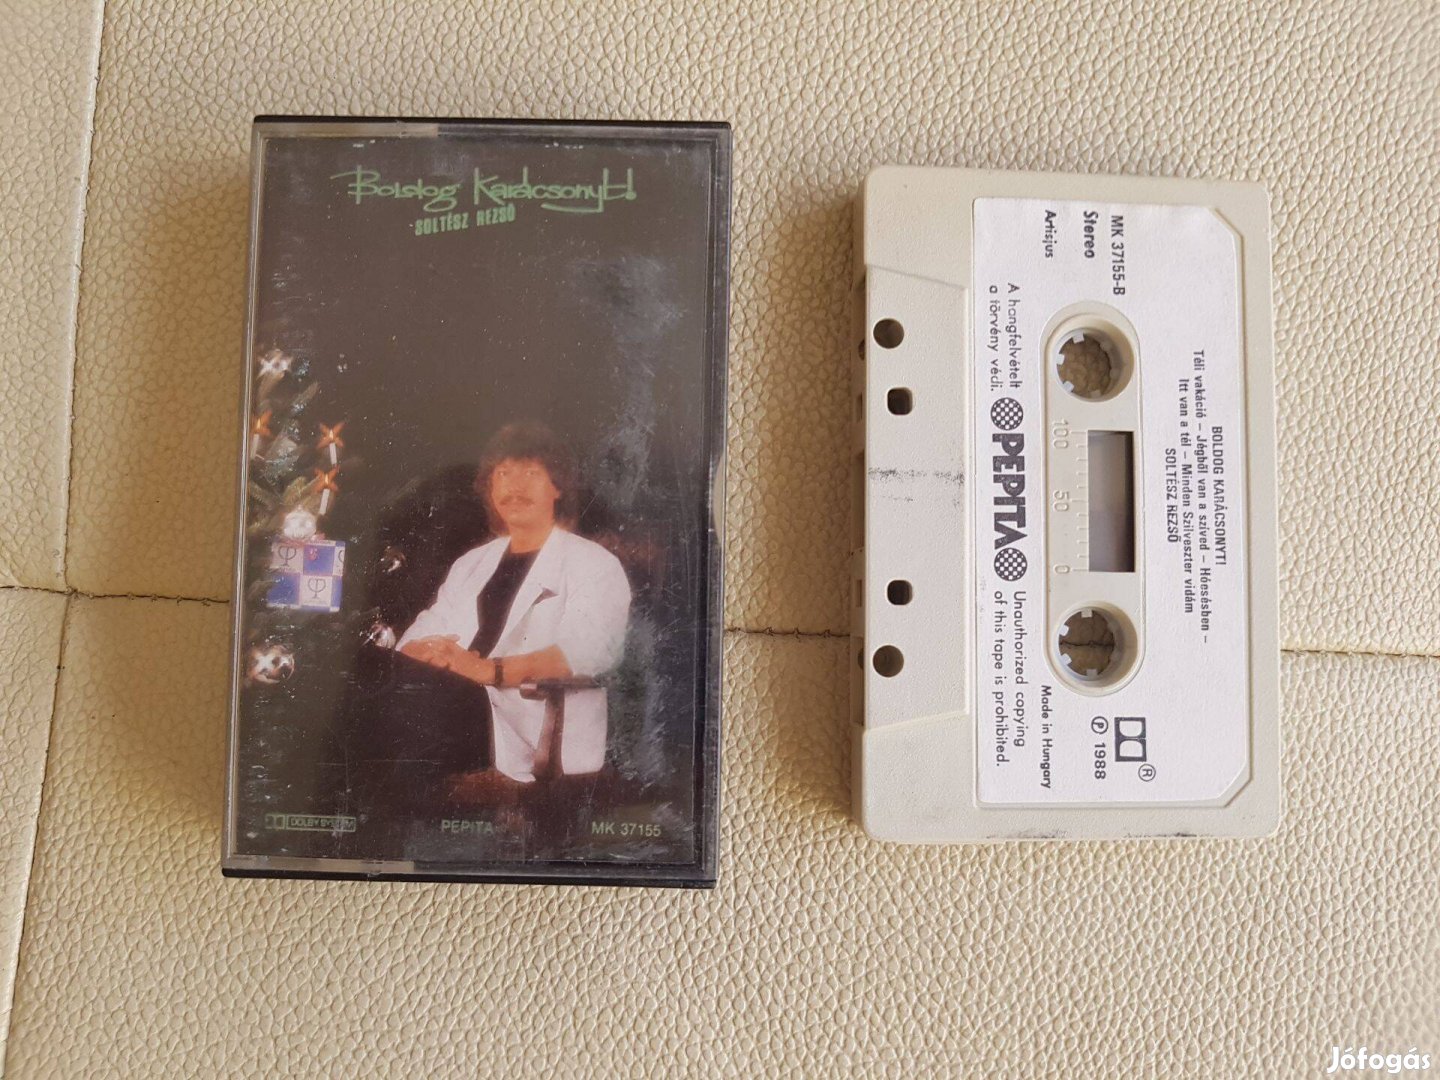 Boldog Karácsonyt!
SOLTÉSZ REZSŐ
DOLBY SYSTEM
PEPITA
MK 37155
BOLDOG KARÁCSONYT!
Téli vakáció – Jégből van a szíved – Hóesésben –
Itt van a tél – Minden Szilveszter vidám
SOLTÉSZ REZSŐ
MK 37155-B
Stereo
Artisjus
100 50 0
® 
℗ 1988
Made in Hungary
A hangfelvételt
a törvény védi.
PEPITA
Unauthorized copying
of this tape is prohibited.
Jófogás